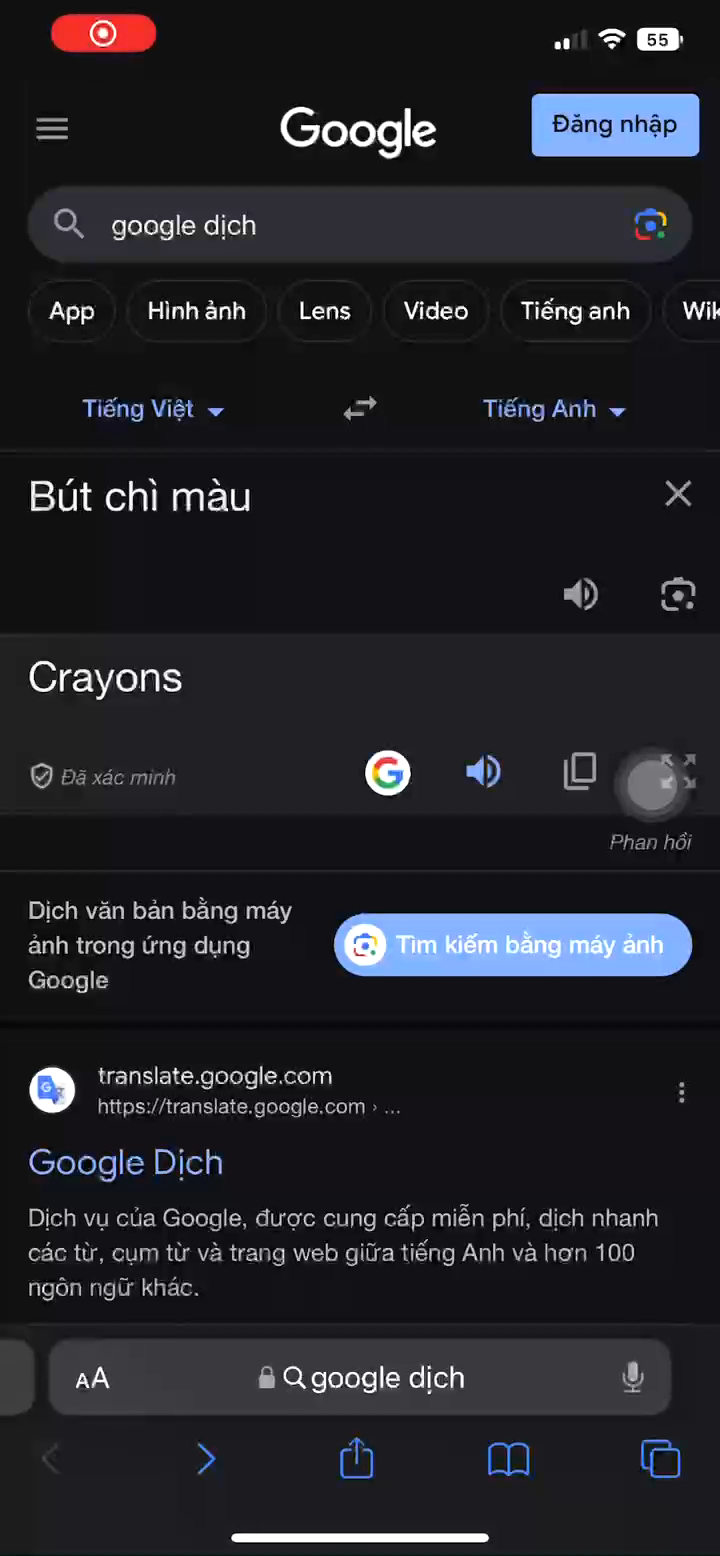 55
Google
Đăng nhập
google dịch
App
Hình ảnh
Lens
Video
Tiếng anh
Wik
Tiếng Việt
Tiếng Anh
Bút chì màu
Crayons
Đã xác minh
Phan hồi
Dịch văn bản bằng máy
ảnh trong ứng dụng
Google
Tìm kiếm bằng máy ảnh
translate.google.com
https://translate.google.com › ...
Google Dịch
Dịch vụ của Google, được cung cấp miễn phí, dịch nhanh
các từ, cụm từ và trang web giữa tiếng Anh và hơn 100
ngôn ngữ khác.
AA
google dịch